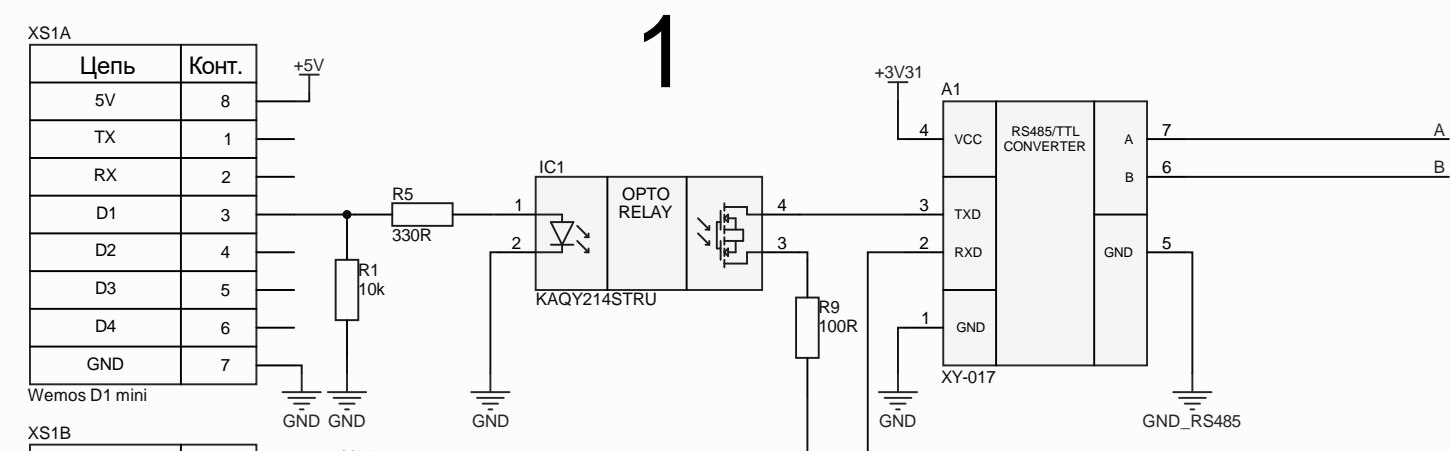 1
XS1A
Цепь Конт.
5V 8
TX 1
RX 2
D1 3
D2 4
D3 5
D4 6
GND 7
Wemos D1 mini
+5V
R5
330R
R1
10k
GND GND GND
IC1
1
2
OPTO
RELAY
4
3
KAQY214STRU
R9
100R
+3V31
A1
4 VCC
3 TXD
2 RXD
1 GND
RS485/TTL
CONVERTER
A 7 A
B 6 B
GND 5
XY-017
GND
GND_RS485
XS1B